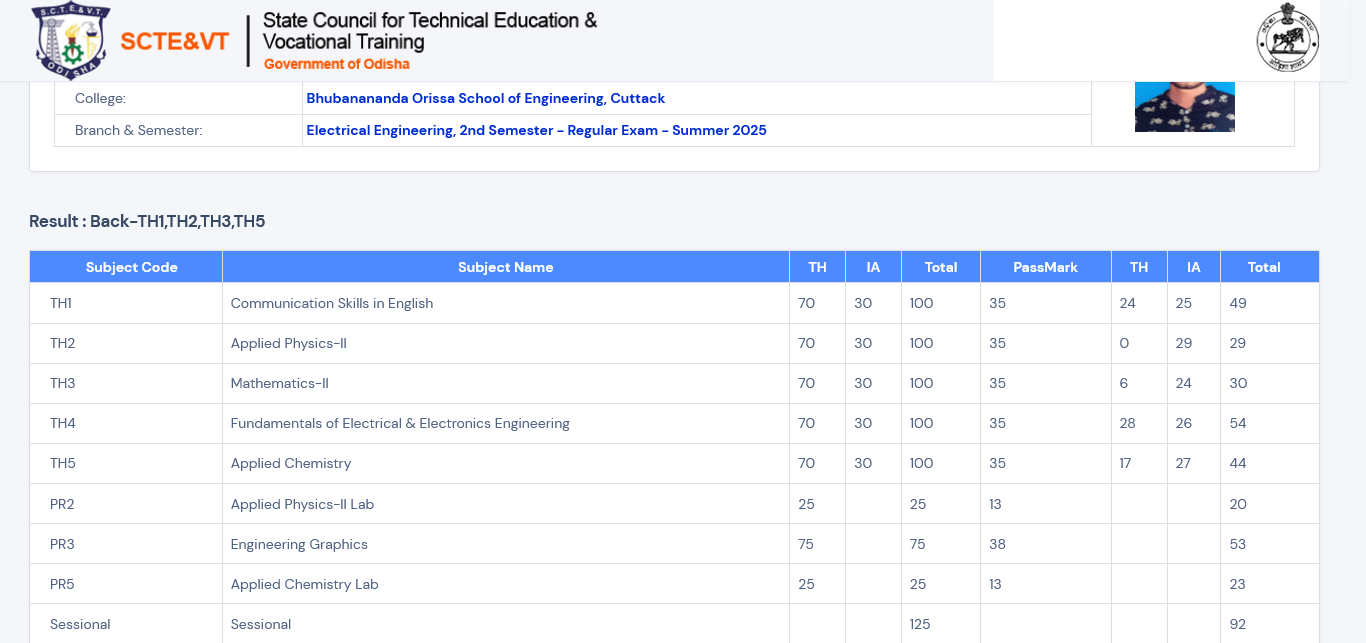 S.C.T.E.& V.T.
ODISHA
SCTE&VT
State Council for Technical Education &
Vocational Training
Government of Odisha
College: Bhubanananda Orissa School of Engineering, Cuttack
Branch & Semester: Electrical Engineering, 2nd Semester - Regular Exam - Summer 2025
Result : Back-TH1,TH2,TH3,TH5
Subject Code Subject Name TH IA Total PassMark TH IA Total
TH1 Communication Skills in English 70 30 100 35 24 25 49
TH2 Applied Physics-II 70 30 100 35 0 29 29
TH3 Mathematics-II 70 30 100 35 6 24 30
TH4 Fundamentals of Electrical & Electronics Engineering 70 30 100 35 28 26 54
TH5 Applied Chemistry 70 30 100 35 17 27 44
PR2 Applied Physics-II Lab 25 25 13 20
PR3 Engineering Graphics 75 75 38 53
PR5 Applied Chemistry Lab 25 25 13 23
Sessional Sessional 125 92